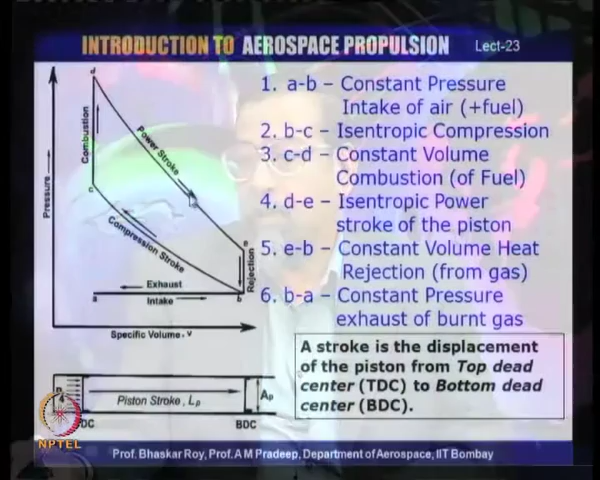 INTRODUCTION TO AEROSPACE PROPULSION Lect-23
d
Combustion
Power Stroke
Pressure
c
Compression Stroke
e
Rejection
Exhaust
a b
Intake
Specific Volume, v
1. a-b – Constant Pressure
Intake of air (+fuel)
2. b-c – Isentropic Compression
3. c-d – Constant Volume
Combustion (of Fuel)
4. d-e – Isentropic Power
stroke of the piston
5. e-b – Constant Volume Heat
Rejection (from gas)
6. b-a – Constant Pressure
exhaust of burnt gas
A stroke is the displacement
of the piston from Top dead
center (TDC) to Bottom dead
center (BDC).
Piston Stroke, Lp
Ap
BDC
NPTEL
Prof. Bhaskar Roy, Prof. A M Pradeep, Department of Aerospace, IIT Bombay